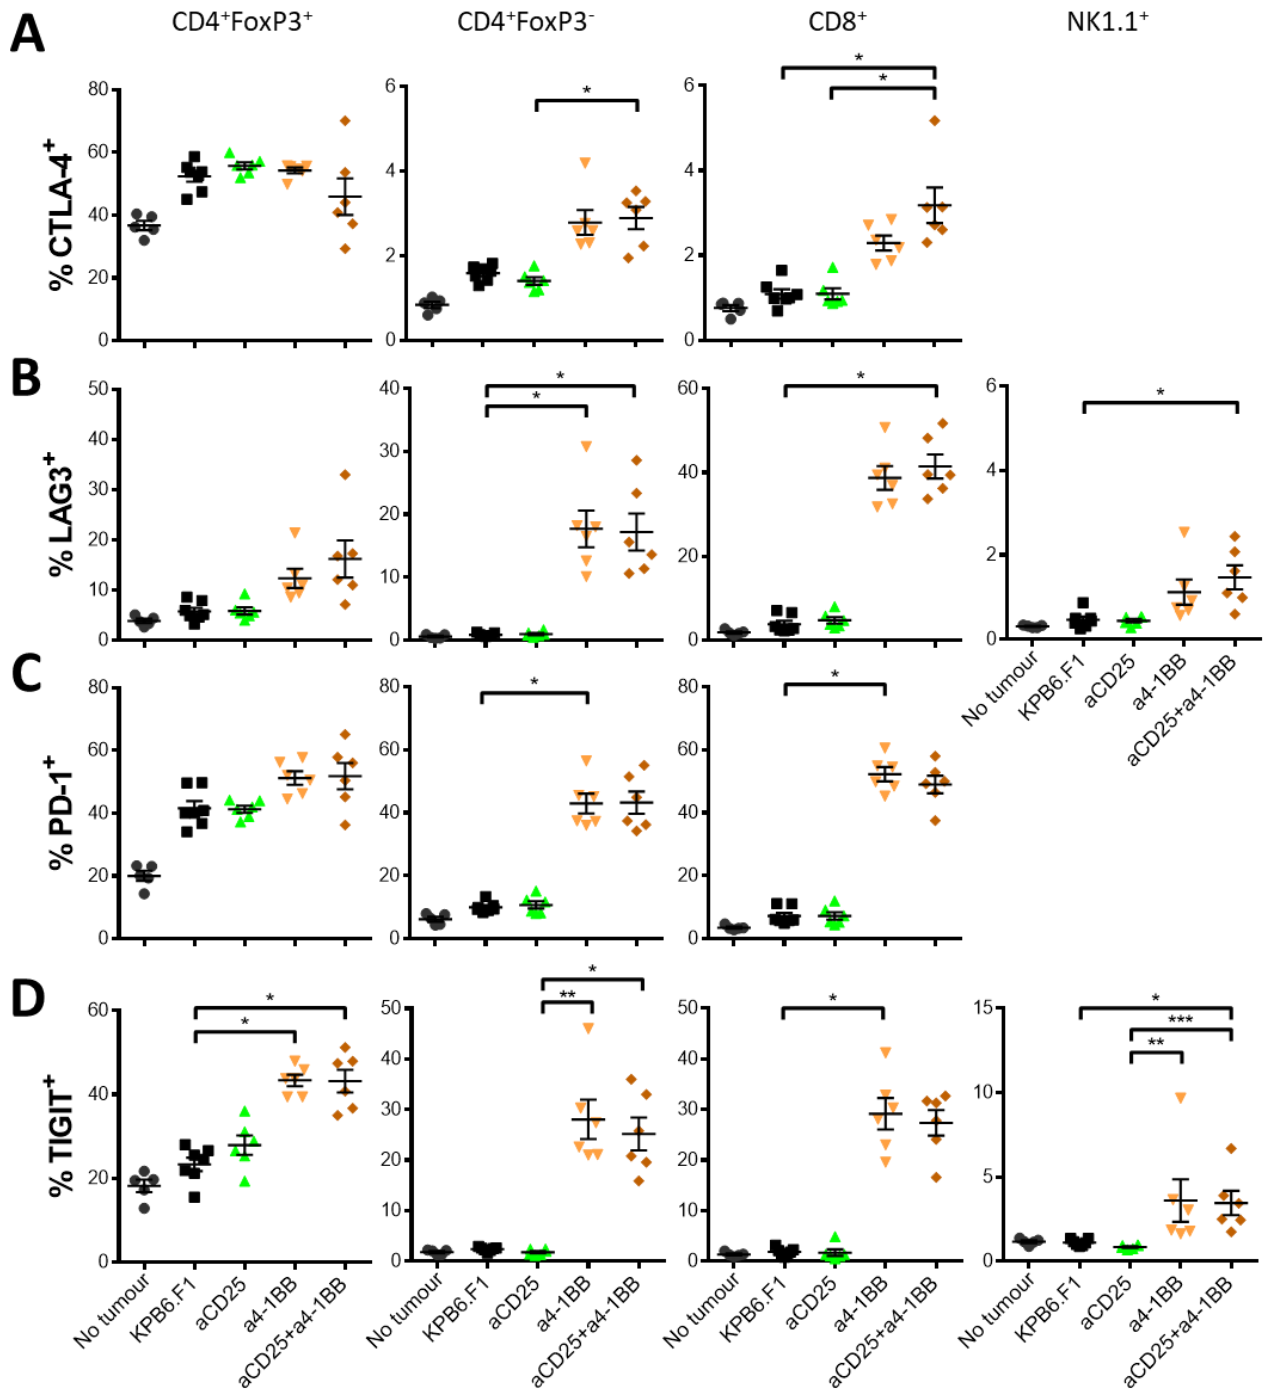 A
CD4+FoxP3+
CD4+FoxP3-
CD8+
NK1.1+
% CTLA-4+
80
60
40
20
0
6
4
2
0
*
6
4
2
0
*
*
B
% LAG3+
50
40
30
20
10
0
40
30
20
10
0
*
*
60
40
20
0
*
6
4
2
0
*
No tumour
KPB6.F1
aCD25
a4-1BB
aCD25+a4-1BB
C
% PD-1+
80
60
40
20
0
80
60
40
20
0
*
80
60
40
20
0
*
D
% TIGIT+
60
40
20
0
*
*
50
40
30
20
10
0
*
**
50
40
30
20
10
0
*
15
10
5
0
*
***
**
No tumour
KPB6.F1
aCD25
a4-1BB
aCD25+a4-1BB
No tumour
KPB6.F1
aCD25
a4-1BB
aCD25+a4-1BB
No tumour
KPB6.F1
aCD25
a4-1BB
aCD25+a4-1BB
No tumour
KPB6.F1
aCD25
a4-1BB
aCD25+a4-1BB